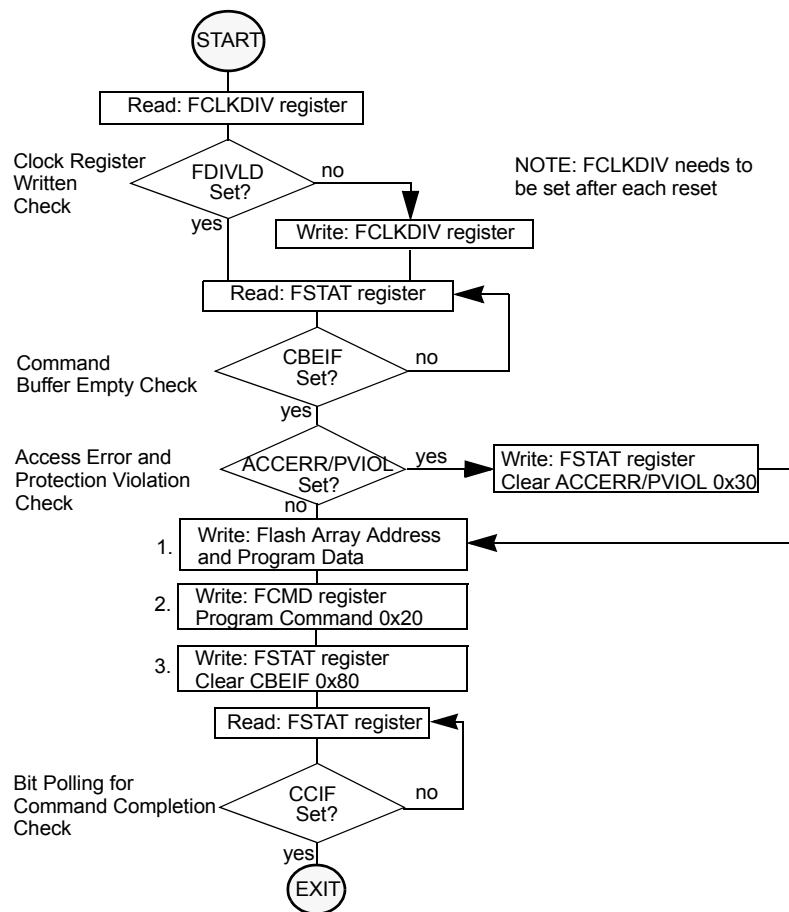 START
Read: FCLKDIV register
Clock Register
Written
Check
FDIVLD
Set?
no
yes
NOTE: FCLKDIV needs to
be set after each reset
Write: FCLKDIV register
Read: FSTAT register
Command
Buffer Empty Check
CBEIF
Set?
no
yes
Access Error and
Protection Violation
Check
ACCERR/PVIOL
Set?
yes
no
Write: FSTAT register
Clear ACCERR/PVIOL 0x30
1.
Write: Flash Array Address
and Program Data
2.
Write: FCMD register
Program Command 0x20
3.
Write: FSTAT register
Clear CBEIF 0x80
Read: FSTAT register
Bit Polling for
Command Completion
Check
CCIF
Set?
no
yes
EXIT